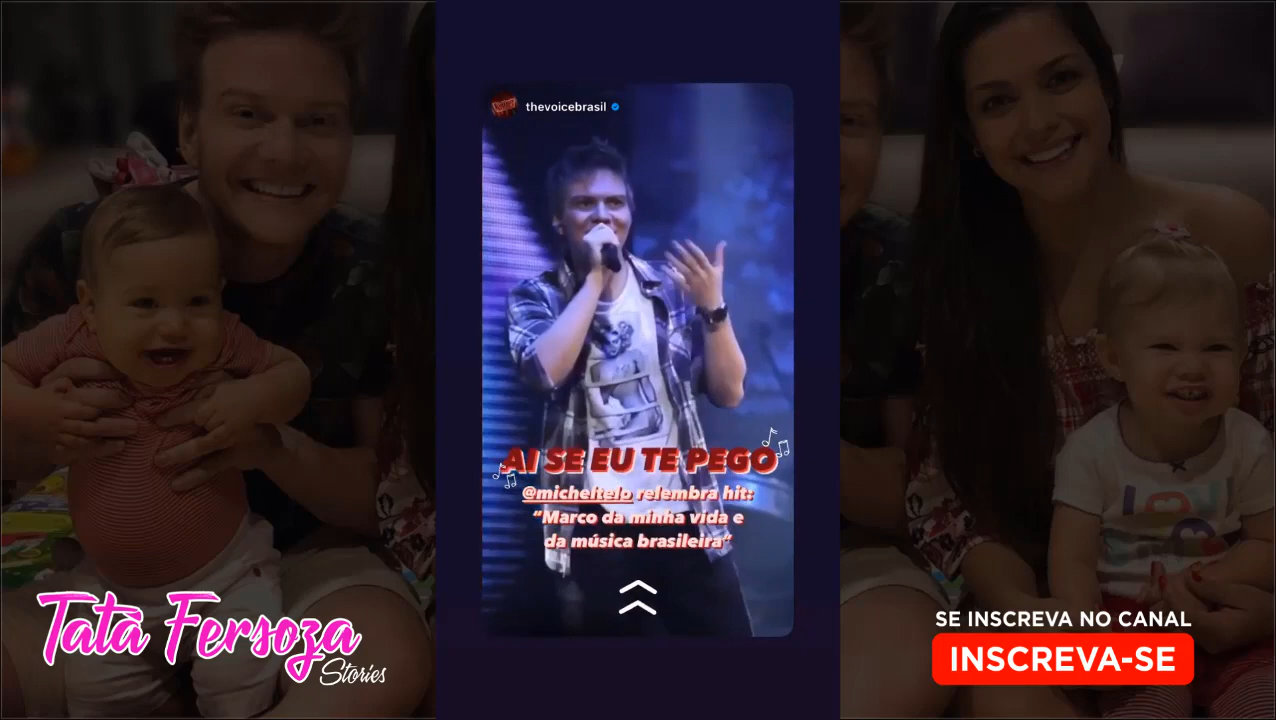 thevoicebrasil
AI SE EU TE PEGO
@micheltelo relembra hit:
“Marco da minha vida e
da música brasileira“
Tatá Fersoza
Stories
SE INSCREVA NO CANAL
INSCREVA-SE